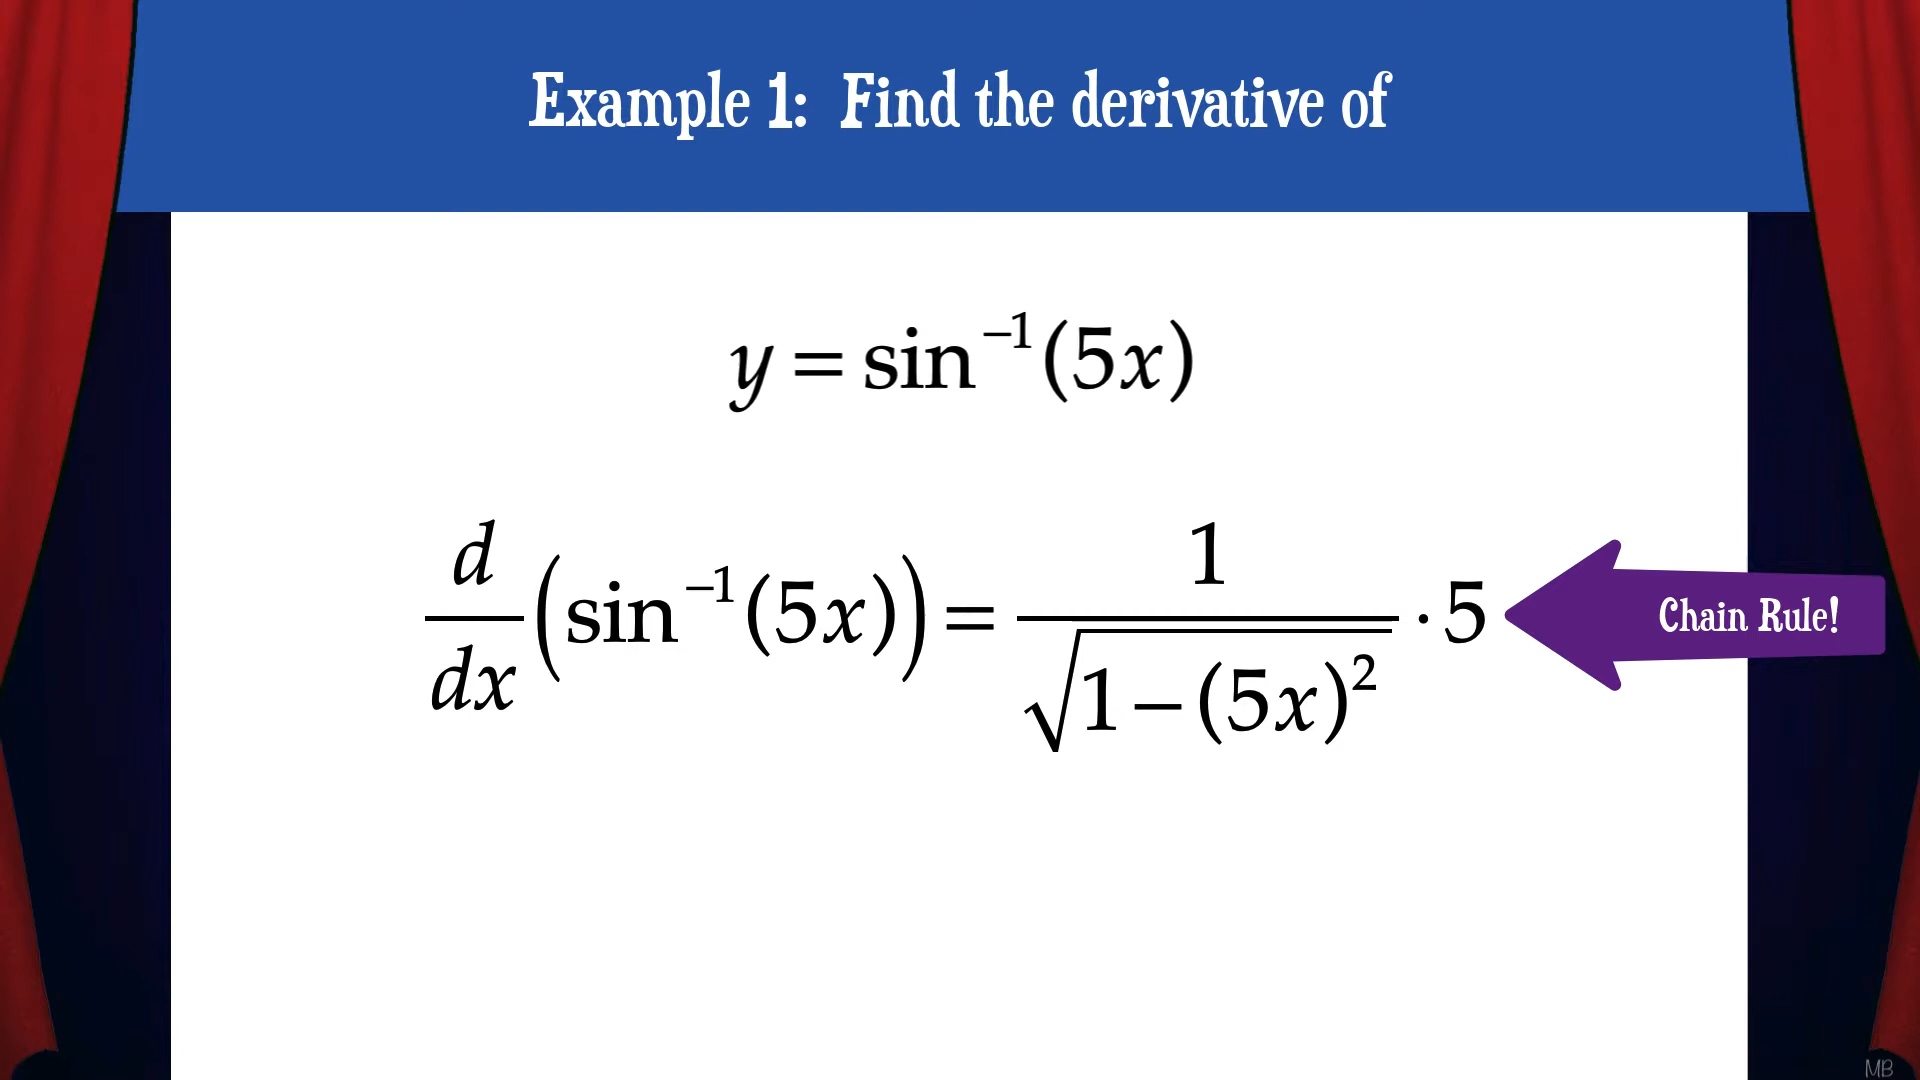 Example 1: Find the derivative of
y = sin⁻¹(5x)
d/dx (sin⁻¹(5x)) = 1/√(1−(5x)²) · 5
Chain Rule!
MB